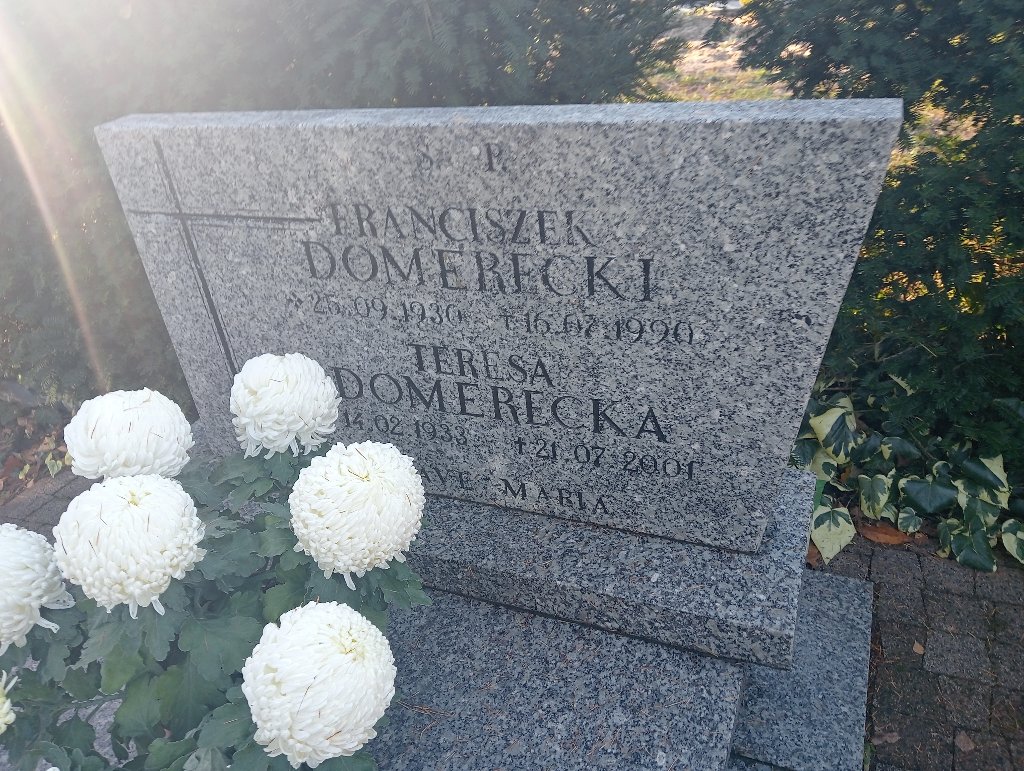 Ś P
FRANCISZEK
DOMERECKI
* 25.09.1930 † 16.07.1990
TERESA
DOMERECKA
14.02.1933 † 21.07.2001
AVE MARIA